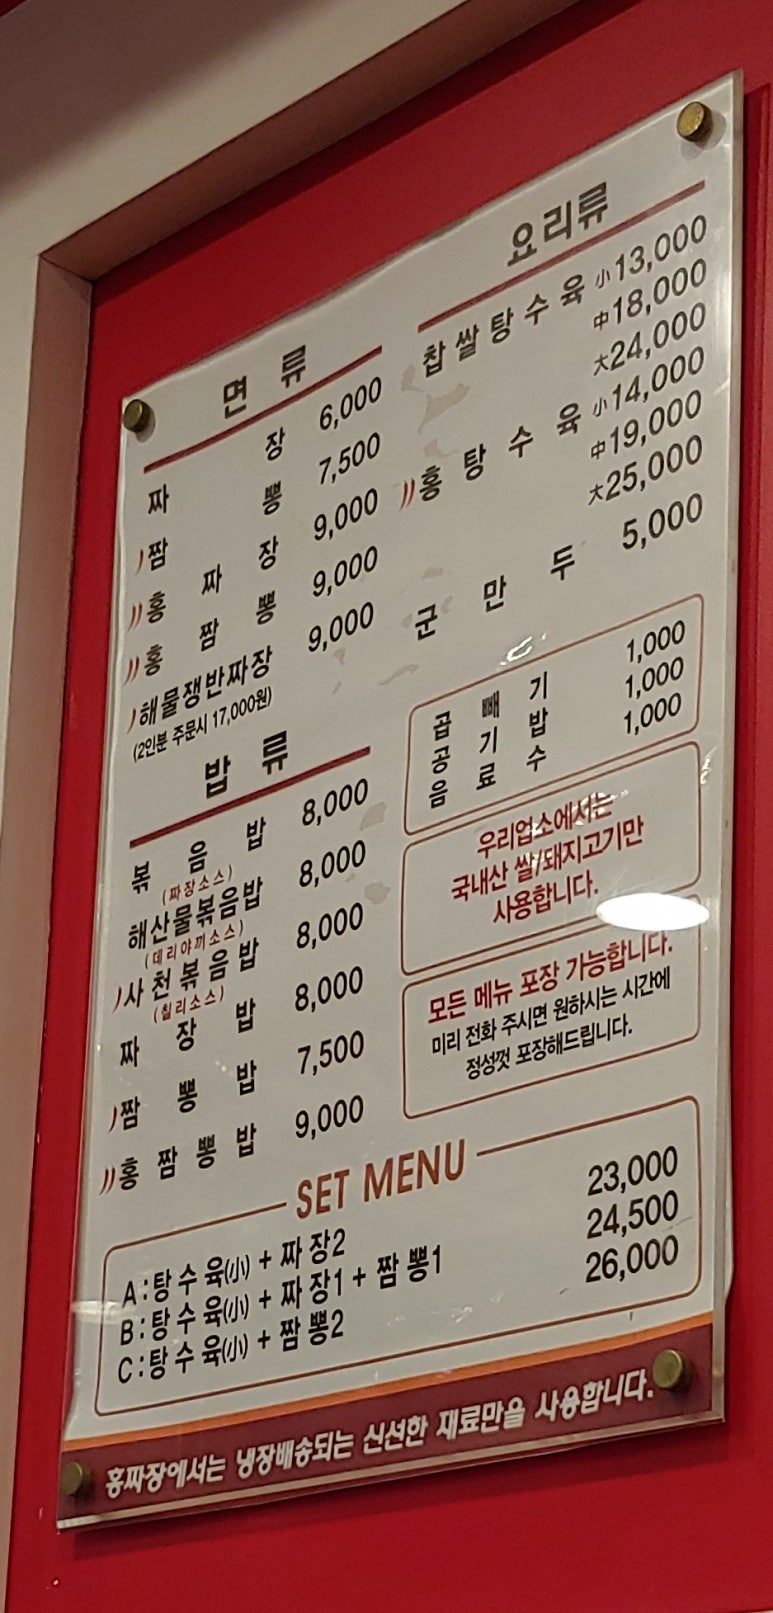 면 류
짜 장 6,000
짬 뽕 7,500
홍 짜 장 9,000
홍 짬 뽕 9,000
해물쟁반짜장 9,000
(2인분 주문시 17,000원)
밥 류
볶 음 밥 8,000
(짜장소스)
해산물볶음밥 8,000
(데리야끼소스)
사천볶음밥 8,000
(칠리소스)
짜 장 밥 8,000
짬 뽕 밥 7,500
홍 짬 뽕 밥 9,000
요리류
찹쌀탕수육 小 13,000
中 18,000
大 24,000
홍 탕 수 육 小 14,000
中 19,000
大 25,000
군 만 두 5,000
곱 빼 기 1,000
공 기 밥 1,000
음 료 수 1,000
우리업소에서는
국내산 쌀/돼지고기만
사용합니다.
모든 메뉴 포장 가능합니다.
미리 전화 주시면 원하시는 시간에
정성껏 포장해드립니다.
SET MENU
A : 탕수육(小) + 짜장2 23,000
B : 탕수육(小) + 짜장1 + 짬뽕1 24,500
C : 탕수육(小) + 짬뽕2 26,000
홍짜장에서는 냉장배송되는 신선한 재료만을 사용합니다.